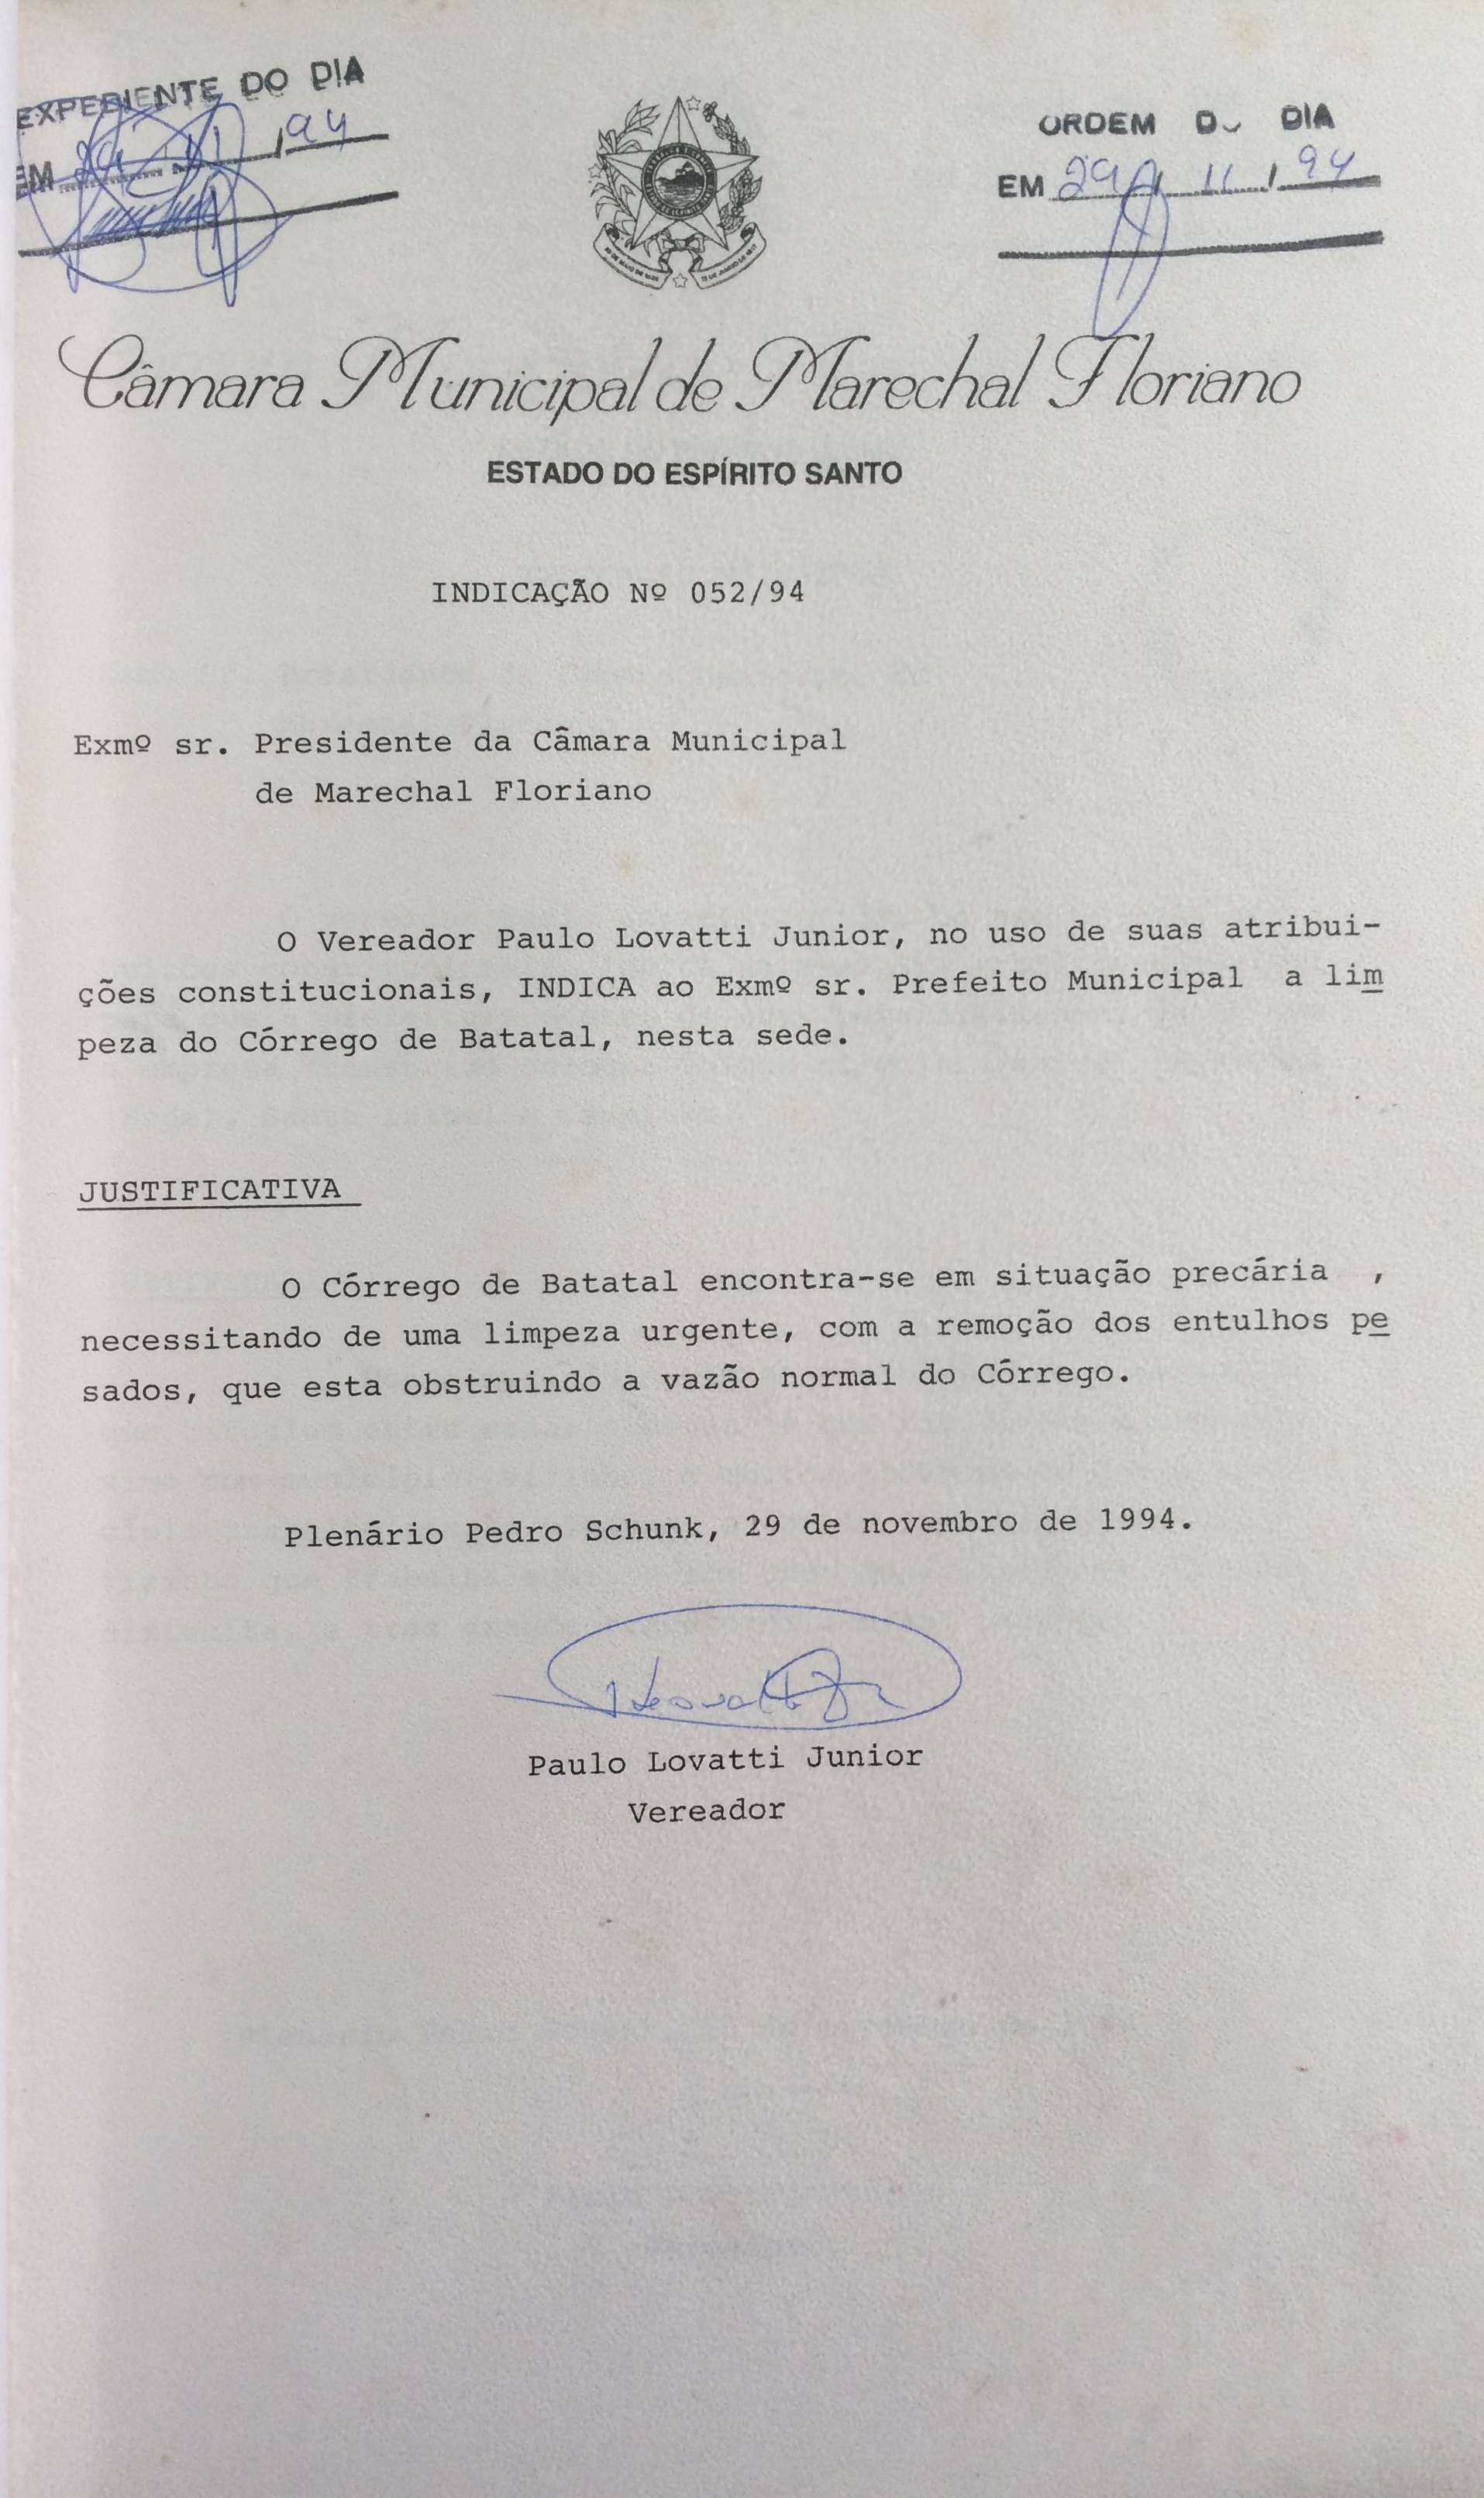 EXPEDIENTE DO DIA
EM 29 11 / 94
ORDEM D DIA
EM 29 / 11 / 94
Câmara Municipal de Marechal Floriano
ESTADO DO ESPÍRITO SANTO
INDICAÇÃO Nº 052/94
Exmº sr. Presidente da Câmara Municipal
de Marechal Floriano
O Vereador Paulo Lovatti Junior, no uso de suas atribui-
ções constitucionais, INDICA ao Exmº sr. Prefeito Municipal a lim
peza do Córrego de Batatal, nesta sede.
JUSTIFICATIVA
O Córrego de Batatal encontra-se em situação precária ,
necessitando de uma limpeza urgente, com a remoção dos entulhos pe
sados, que esta obstruindo a vazão normal do Córrego.
Plenário Pedro Schunk, 29 de novembro de 1994.
Paulo Lovatti Junior
Vereador